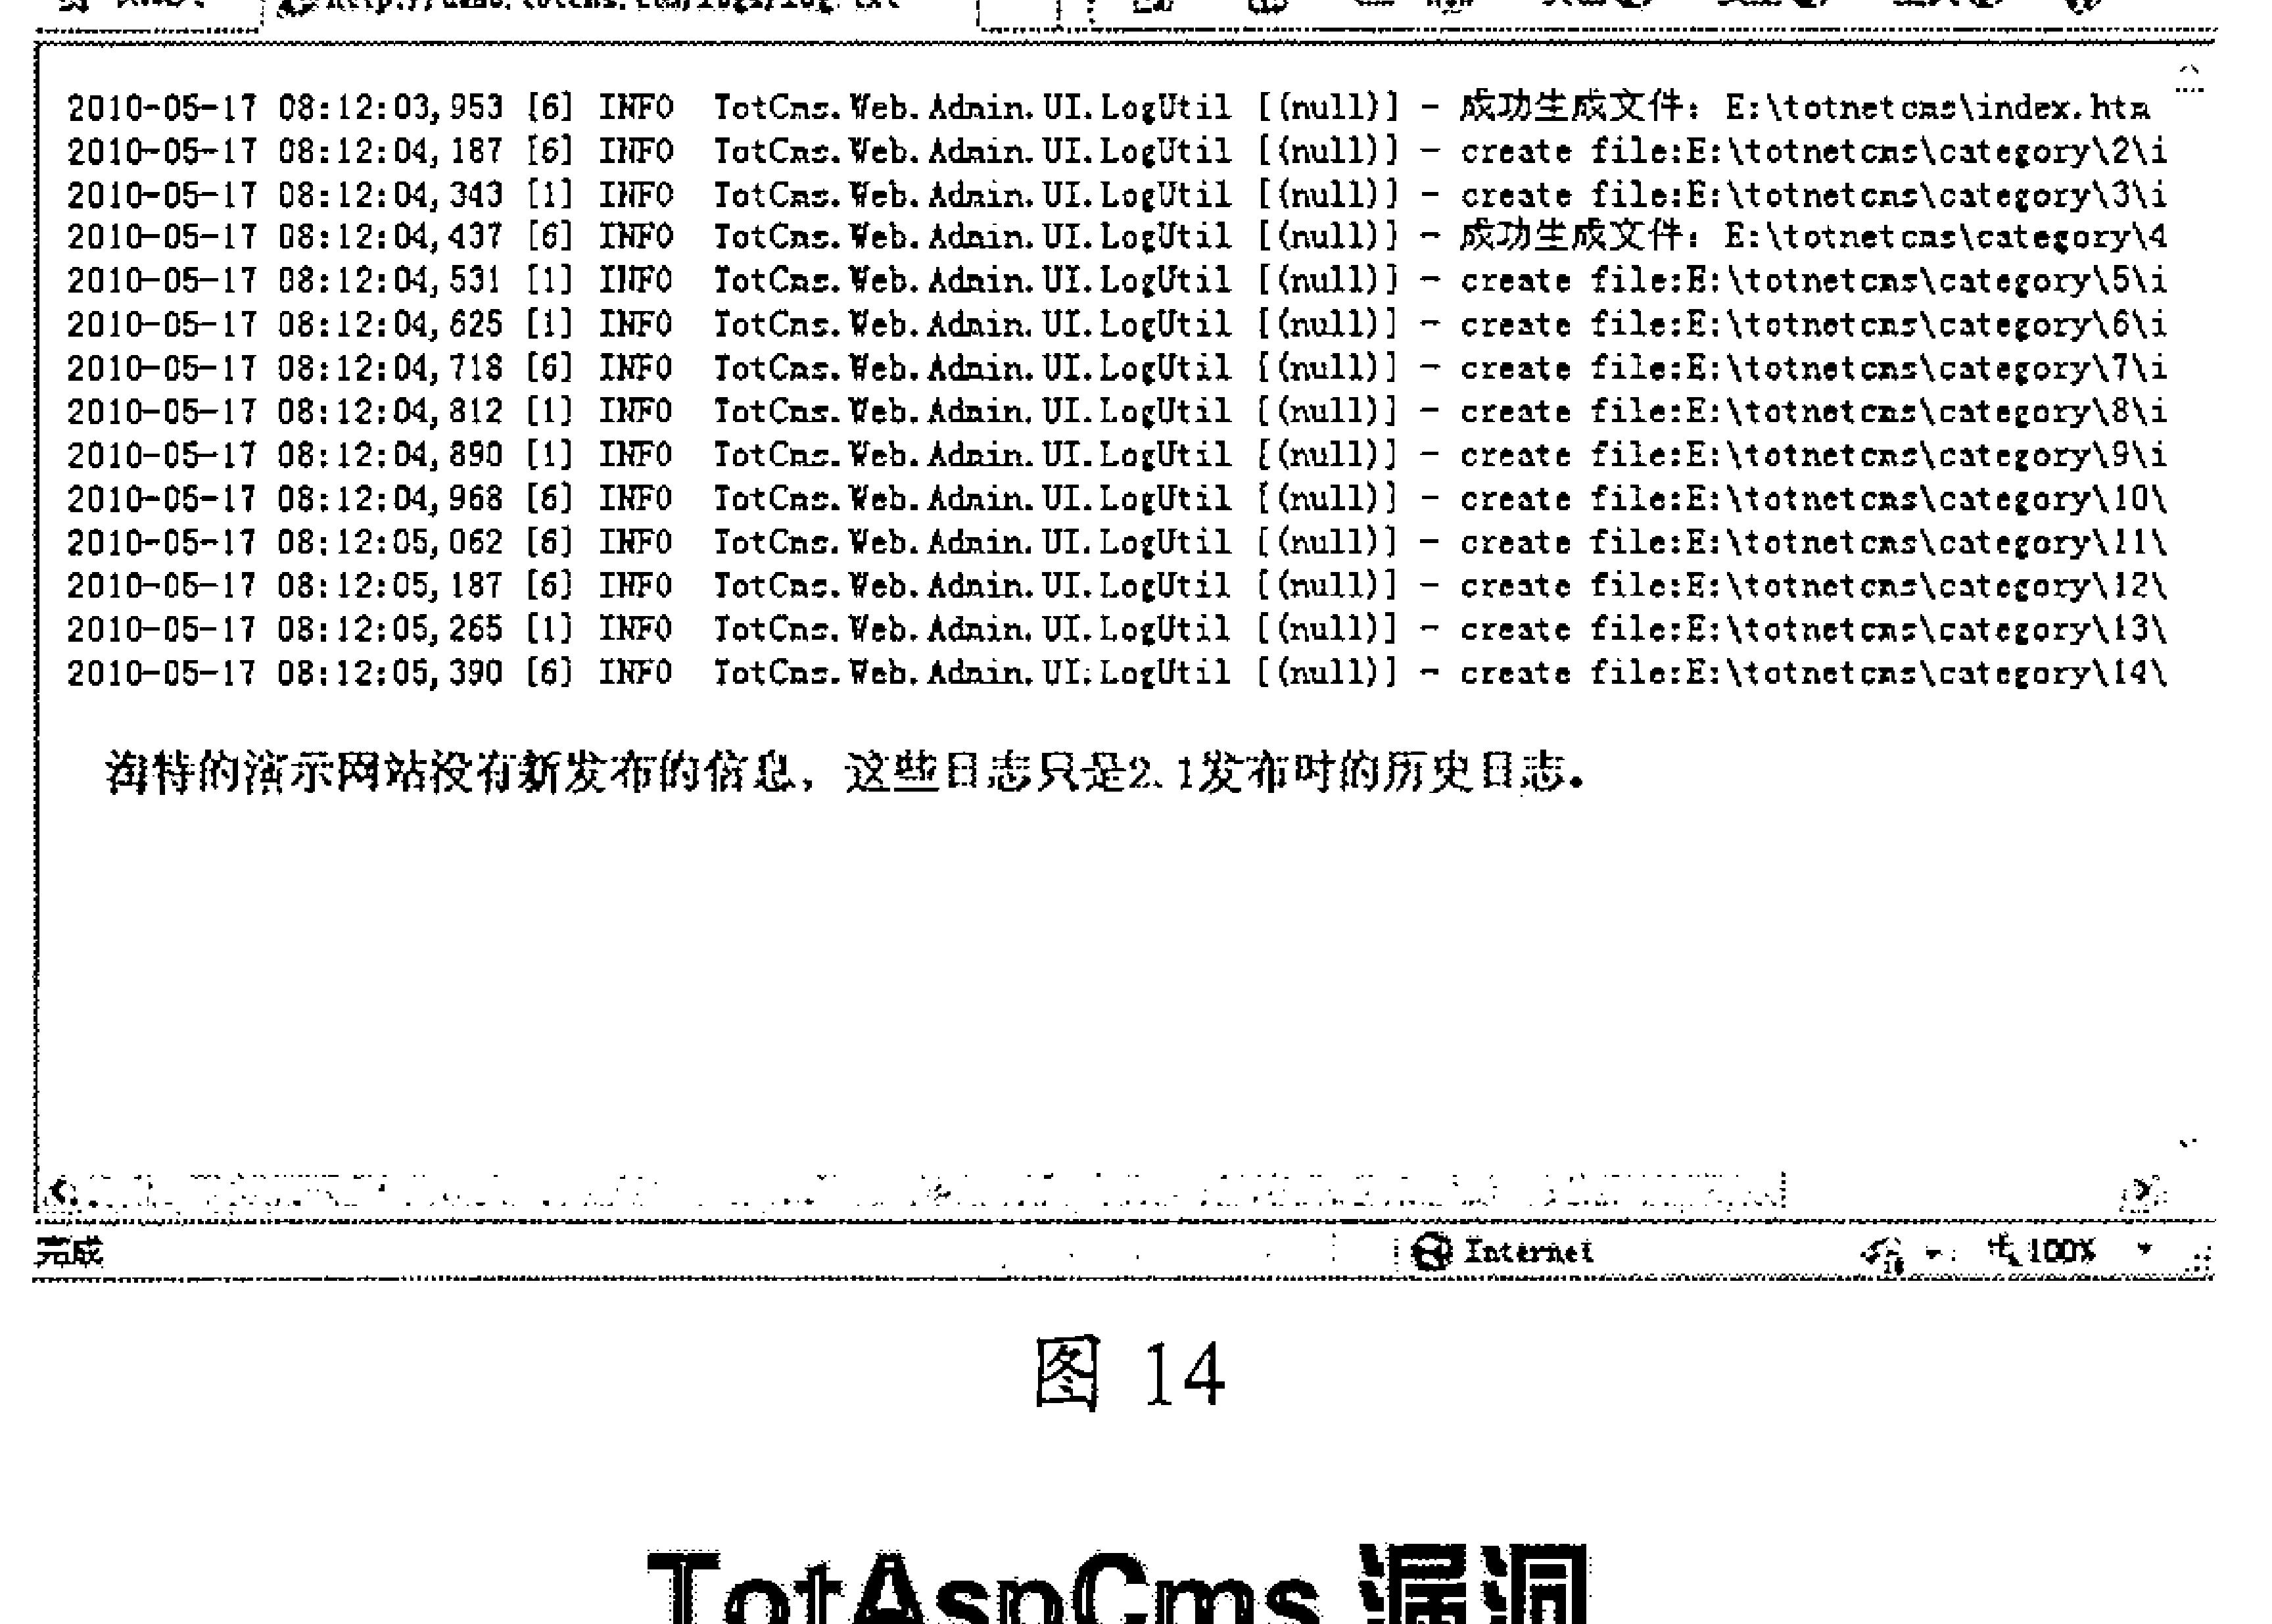 http://demo.totcms.com/logs/log.txt
2010-05-17 08:12:03,953 [6] INFO  TotCms.Web.Admin.UI.LogUtil [(null)] - 成功生成文件：E:\totnetcms\index.htm
2010-05-17 08:12:04,187 [6] INFO  TotCms.Web.Admin.UI.LogUtil [(null)] - create file:E:\totnetcms\category\2\i
2010-05-17 08:12:04,343 [1] INFO  TotCms.Web.Admin.UI.LogUtil [(null)] - create file:E:\totnetcms\category\3\i
2010-05-17 08:12:04,437 [6] INFO  TotCms.Web.Admin.UI.LogUtil [(null)] - 成功生成文件：E:\totnetcms\category\4
2010-05-17 08:12:04,531 [1] INFO  TotCms.Web.Admin.UI.LogUtil [(null)] - create file:E:\totnetcms\category\5\i
2010-05-17 08:12:04,625 [1] INFO  TotCms.Web.Admin.UI.LogUtil [(null)] - create file:E:\totnetcms\category\6\i
2010-05-17 08:12:04,718 [6] INFO  TotCms.Web.Admin.UI.LogUtil [(null)] - create file:E:\totnetcms\category\7\i
2010-05-17 08:12:04,812 [1] INFO  TotCms.Web.Admin.UI.LogUtil [(null)] - create file:E:\totnetcms\category\8\i
2010-05-17 08:12:04,890 [1] INFO  TotCms.Web.Admin.UI.LogUtil [(null)] - create file:E:\totnetcms\category\9\i
2010-05-17 08:12:04,968 [6] INFO  TotCms.Web.Admin.UI.LogUtil [(null)] - create file:E:\totnetcms\category\10\
2010-05-17 08:12:05,062 [6] INFO  TotCms.Web.Admin.UI.LogUtil [(null)] - create file:E:\totnetcms\category\11\
2010-05-17 08:12:05,187 [6] INFO  TotCms.Web.Admin.UI.LogUtil [(null)] - create file:E:\totnetcms\category\12\
2010-05-17 08:12:05,265 [1] INFO  TotCms.Web.Admin.UI.LogUtil [(null)] - create file:E:\totnetcms\category\13\
2010-05-17 08:12:05,390 [6] INFO  TotCms.Web.Admin.UI.LogUtil [(null)] - create file:E:\totnetcms\category\14\
淘特的演示网站没有新发布的信息，这些日志只是2.1发布时的历史日志。
完成 Internet 100%
图 14
TotAspCms 漏洞